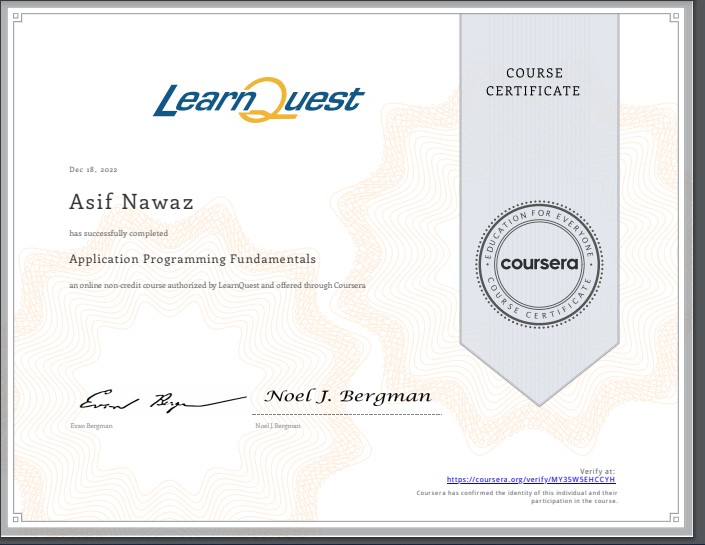 LearnQuest
COURSE
CERTIFICATE
Dec 18, 2022
Asif Nawaz
has successfully completed
Application Programming Fundamentals
an online non-credit course authorized by LearnQuest and offered through Coursera
EDUCATION FOR EVERYONE
coursera
COURSE CERTIFICATE
Noel J. Bergman
Evan Bergman
Noel J. Bergman
Verify at:
https://coursera.org/verify/MY35W5EHCCYH
Coursera has confirmed the identity of this individual and their
participation in the course.